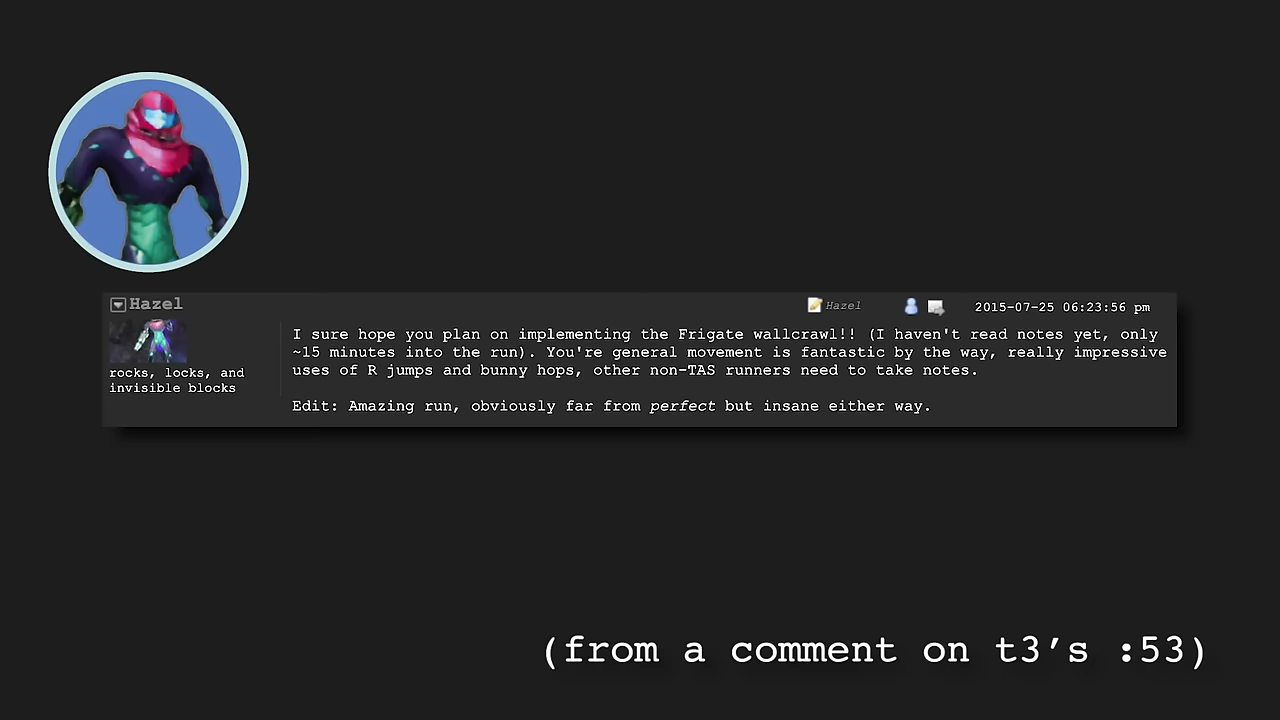 Hazel
Hazel
2015-07-25 06:23:56 pm
rocks, locks, and
invisible blocks
I sure hope you plan on implementing the Frigate wallcrawl!! (I haven't read notes yet, only
~15 minutes into the run). You're general movement is fantastic by the way, really impressive
uses of R jumps and bunny hops, other non-TAS runners need to take notes.
Edit: Amazing run, obviously far from perfect but insane either way.
(from a comment on t3’s :53)